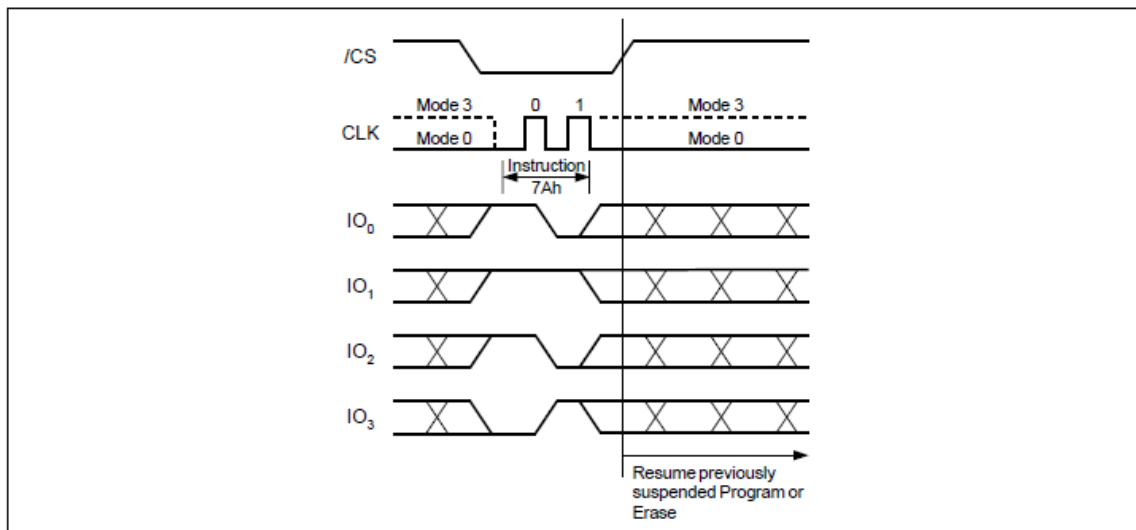 /CS
Mode 3 0 1 Mode 3
CLK
Mode 0 Mode 0
Instruction
7Ah
IO0
IO1
IO2
IO3
Resume previously
suspended Program or
Erase